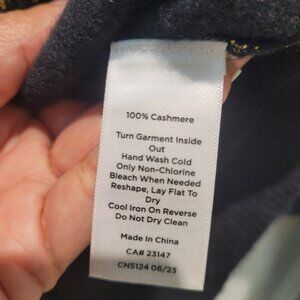 100% Cashmere
Turn Garment Inside
Out
Hand Wash Cold
Only Non-Chlorine
Bleach When Needed
Reshape, Lay Flat To
Dry
Cool Iron On Reverse
Do Not Dry Clean
Made In China
CA# 23147
CN5124 06/23